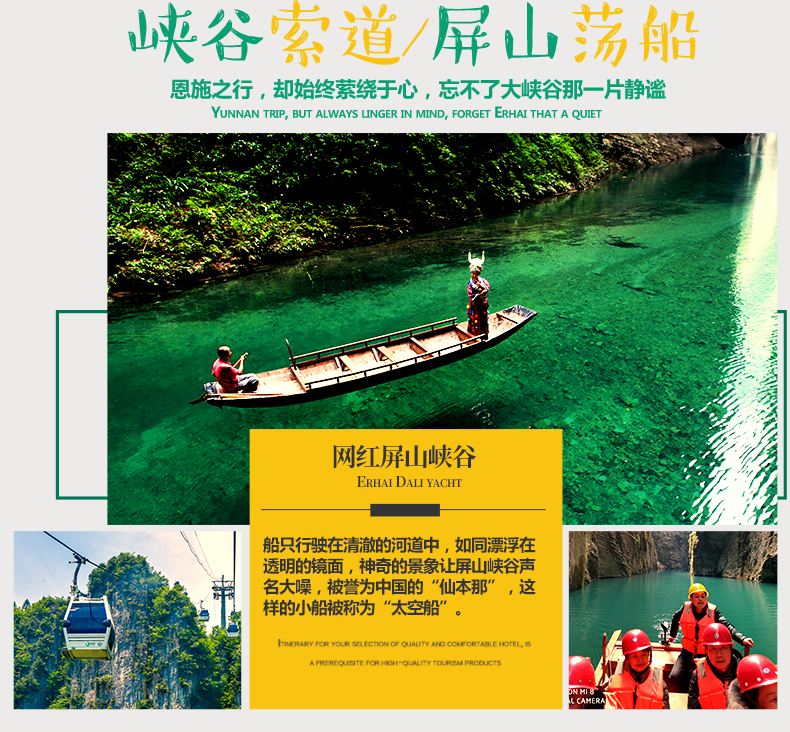 峡谷索道/屏山荡船
恩施之行，却始终萦绕于心，忘不了大峡谷那一片静谧
Yunnan trip, but always linger in mind, forget Erhai that a quiet
网红屏山峡谷
Erhai Dali yacht
船只行驶在清澈的河道中，如同漂浮在
透明的镜面，神奇的景象让屏山峡谷声
名大噪，被誉为中国的“仙本那”，这
样的小船被称为“太空船”。
Itinerary for your selection of quality and comfortable hotel, is
a prerequisite for high-quality tourism products
ON MI 8
AL CAMERA